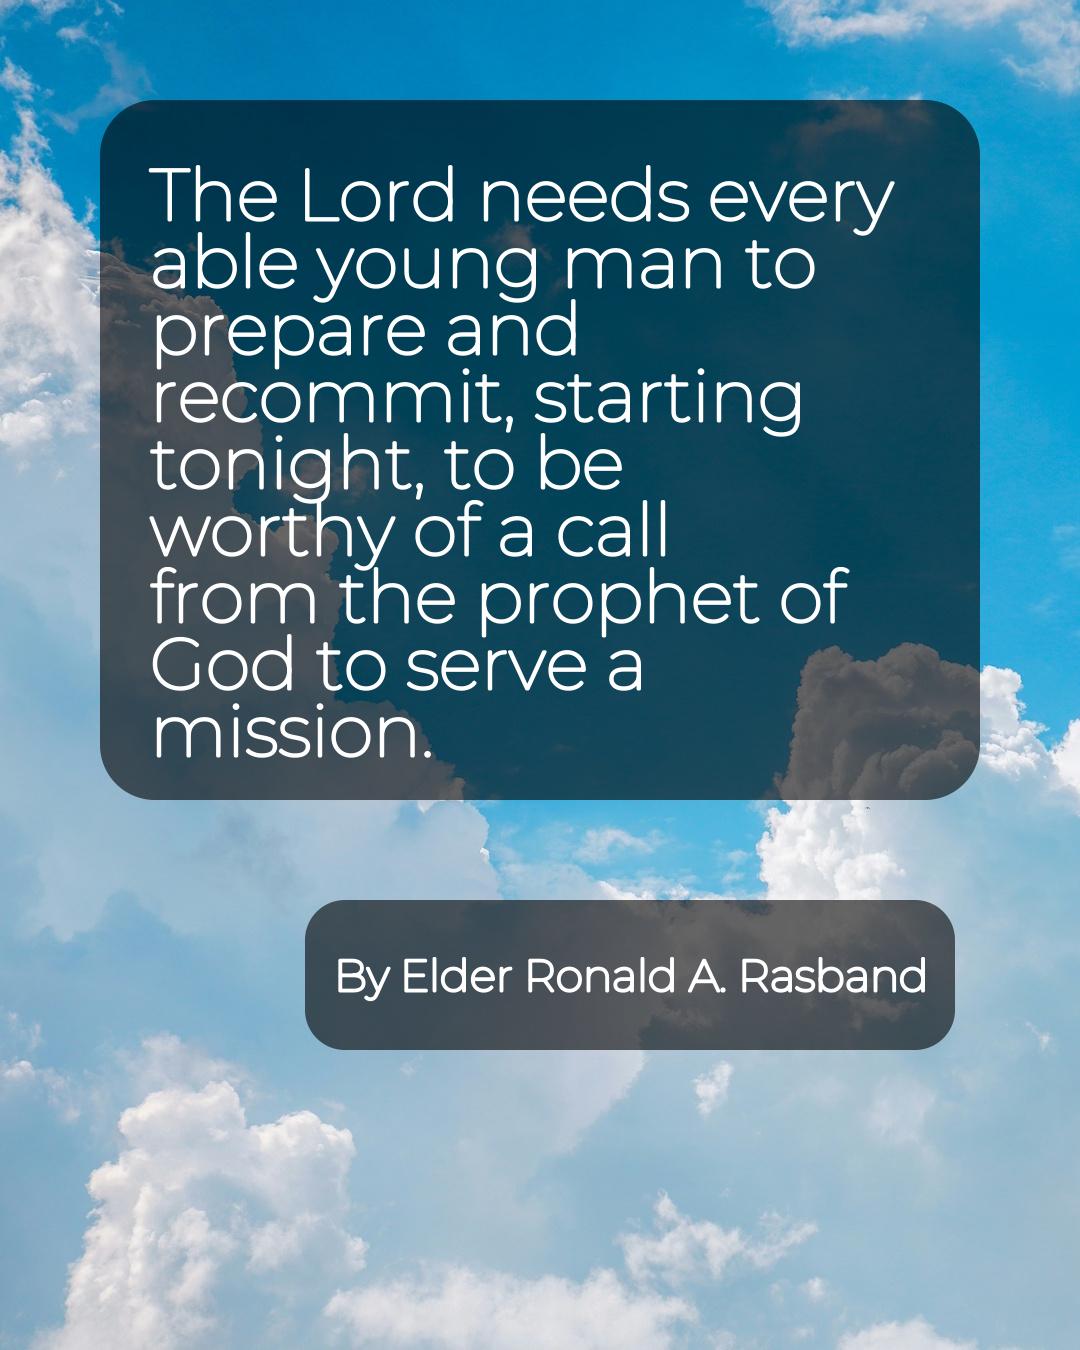 The Lord needs every
able young man to
prepare and
recommit, starting
tonight, to be
worthy of a call
from the prophet of
God to serve a
mission.
By Elder Ronald A. Rasband